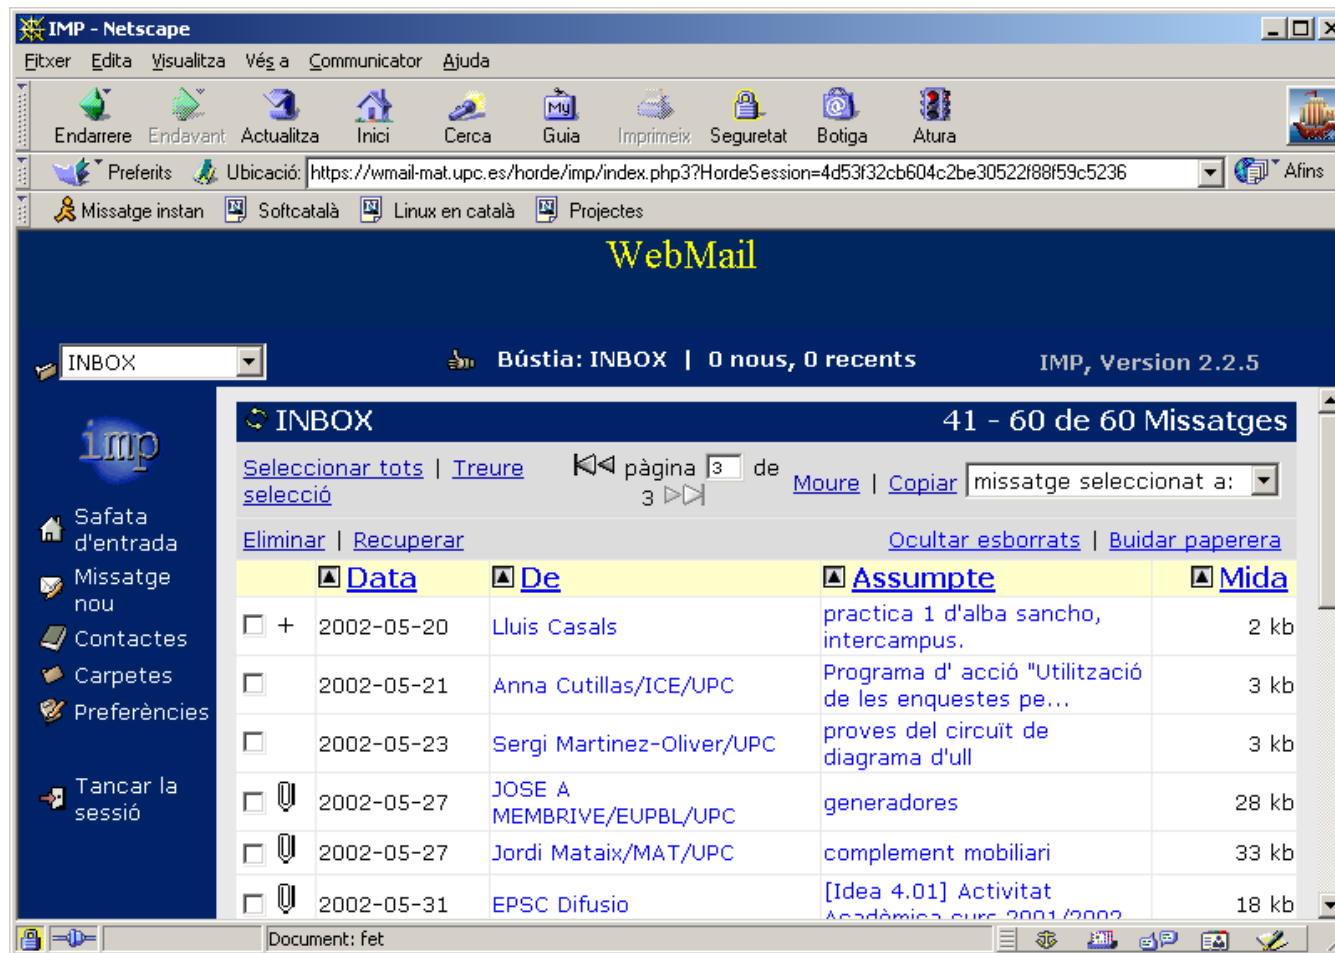 IMP - Netscape
Fitxer Edita Visualitza Vés a Communicator Ajuda
My
Endarrere Endavant Actualitza Inici Cerca Guia Imprimeix Seguretat Botiga Atura
Preferits Ubicació: https://wmail-mat.upc.es/horde/imp/index.php3?HordeSession=4d53f32cb604c2be30522f88f59c5236 Afins
Missatge instan Softcatalà Linux en català Projectes
WebMail
INBOX Bústia: INBOX | 0 nous, 0 recents IMP, Version 2.2.5
imp
Safata
d'entrada
Missatge
nou
Contactes
Carpetes
Preferències
Tancar la
sessió
INBOX 41 - 60 de 60 Missatges
Seleccionar tots | Treure
selecció
pàgina 3 de
3
Moure | Copiar missatge seleccionat a:
Eliminar | Recuperar Ocultar esborrats | Buidar paperera
Data De Assumpte Mida
+ 2002-05-20 Lluis Casals practica 1 d'alba sancho,
intercampus. 2 kb
2002-05-21 Anna Cutillas/ICE/UPC Programa d' acció "Utilització
de les enquestes pe... 3 kb
2002-05-23 Sergi Martinez-Oliver/UPC proves del circuït de
diagrama d'ull 3 kb
2002-05-27 JOSE A
MEMBRIVE/EUPBL/UPC generadores 28 kb
2002-05-27 Jordi Mataix/MAT/UPC complement mobiliari 33 kb
2002-05-31 EPSC Difusio [Idea 4.01] Activitat
Acadèmica curs 2001/2002 18 kb
Document: fet